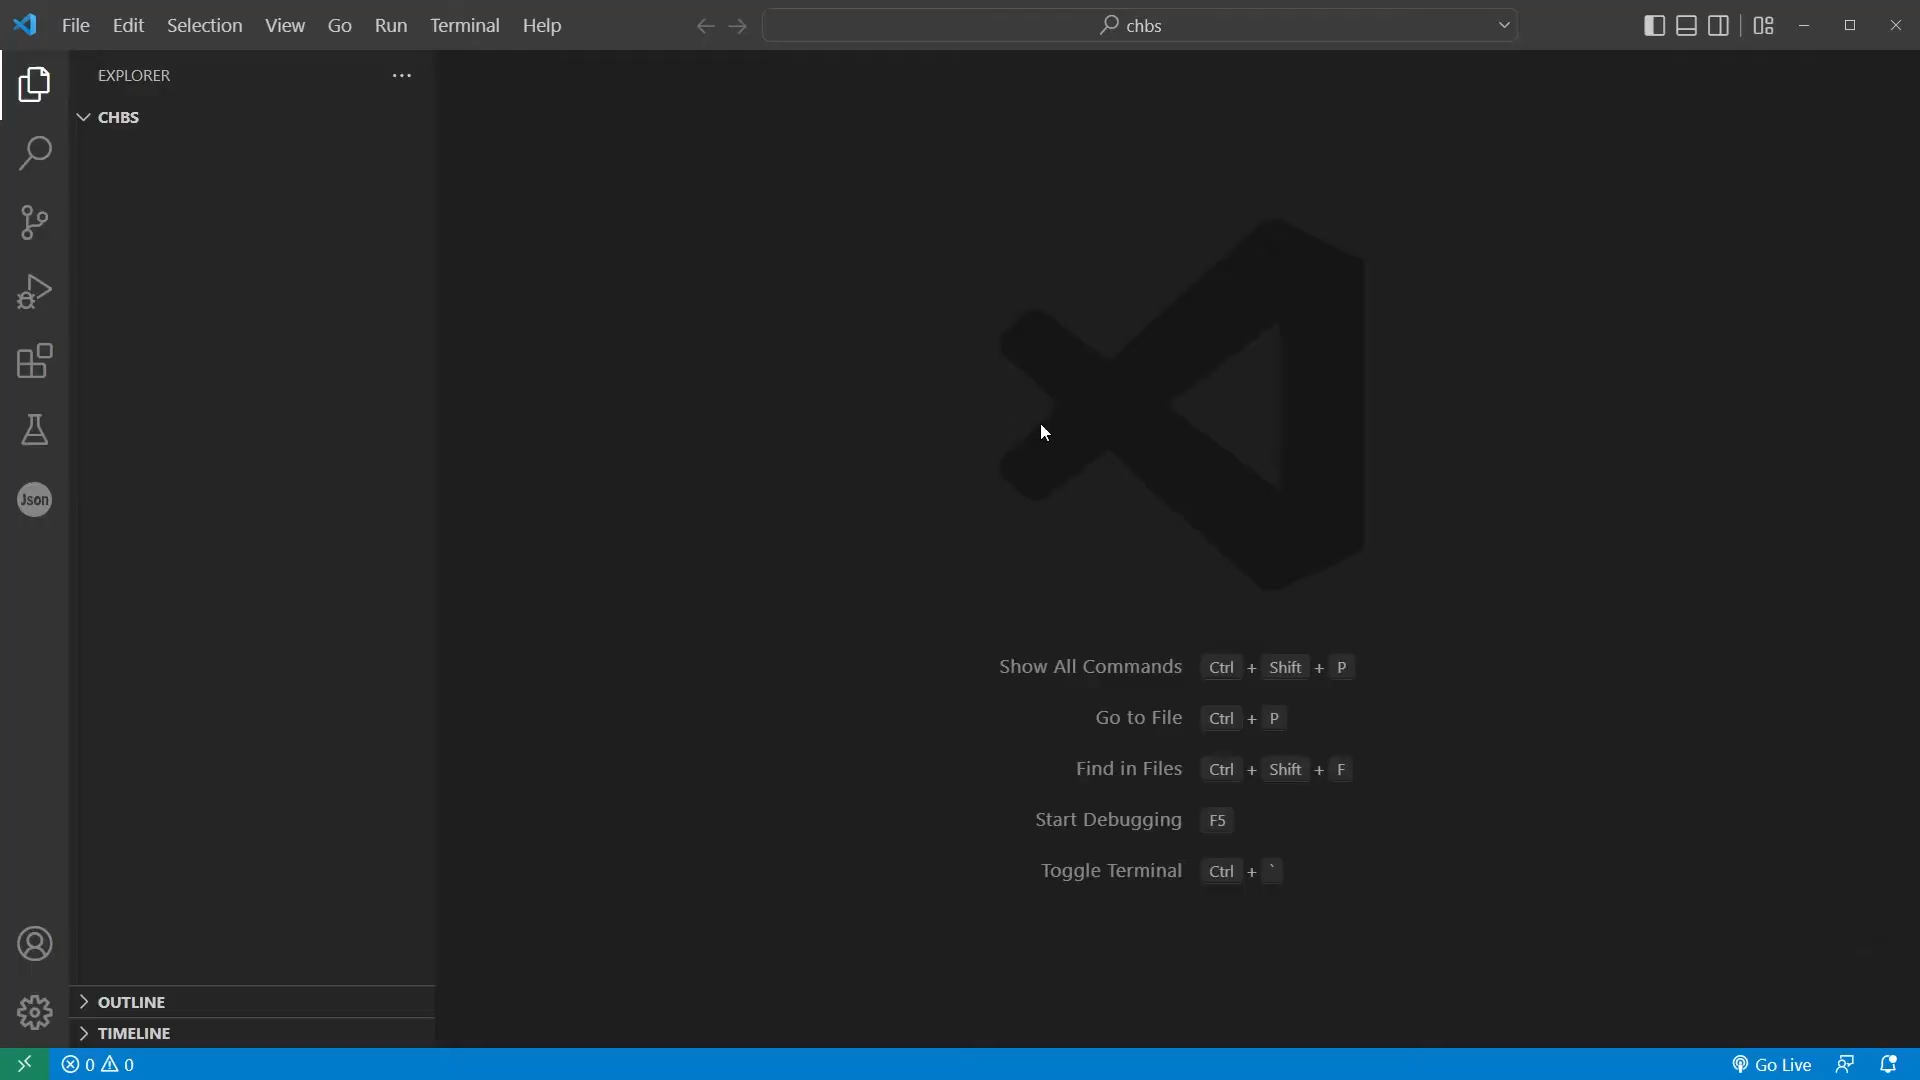 File Edit Selection View Go Run Terminal Help chbs
EXPLORER
CHBS
Json
Show All Commands Ctrl + Shift + P
Go to File Ctrl + P
Find in Files Ctrl + Shift + F
Start Debugging F5
Toggle Terminal Ctrl + `
OUTLINE
TIMELINE
0 0 Go Live